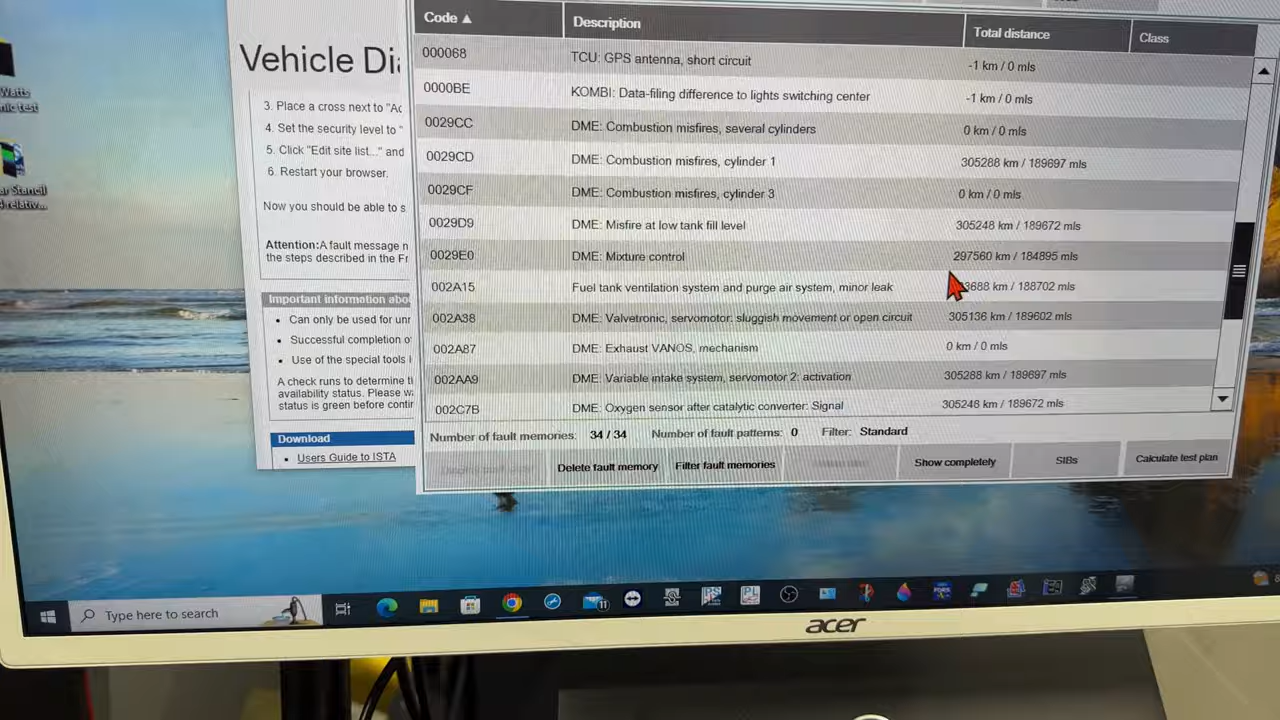 Code ▲ Description Total distance Class
000068 TCU: GPS antenna, short circuit -1 km / 0 mls
0000BE KOMBI: Data-filing difference to lights switching center -1 km / 0 mls
0029CC DME: Combustion misfires, several cylinders 0 km / 0 mls
0029CD DME: Combustion misfires, cylinder 1 305288 km / 189697 mls
0029CF DME: Combustion misfires, cylinder 3 0 km / 0 mls
0029D9 DME: Misfire at low tank fill level 305248 km / 189672 mls
0029E0 DME: Mixture control 297560 km / 184895 mls
002A15 Fuel tank ventilation system and purge air system, minor leak 3688 km / 188702 mls
002A38 DME: Valvetronic, servomotor: sluggish movement or open circuit 305136 km / 189602 mls
002A87 DME: Exhaust VANOS, mechanism 0 km / 0 mls
002AA9 DME: Variable intake system, servomotor 2: activation 305288 km / 189697 mls
002C7B DME: Oxygen sensor after catalytic converter: Signal 305248 km / 189672 mls
Number of fault memories: 34 / 34 Number of fault patterns: 0 Filter: Standard
Delete fault memory Filter fault memories Show completely SIBs Calculate test plan
Vehicle Di
3. Place a cross next to "Ac
4. Set the security level to "
5. Click "Edit site list..." and
6. Restart your browser.
Now you should be able to s
Attention:A fault message n
the steps described in the Fr
Important information abo
Can only be used for unr
Successful completion o
Use of the special tools
A check runs to determine
availability status. Please w
status is green before conti
Download
Users Guide to ISTA
Watts
nic test
ar Stancil
4 relativ...
Type here to search
11
acer